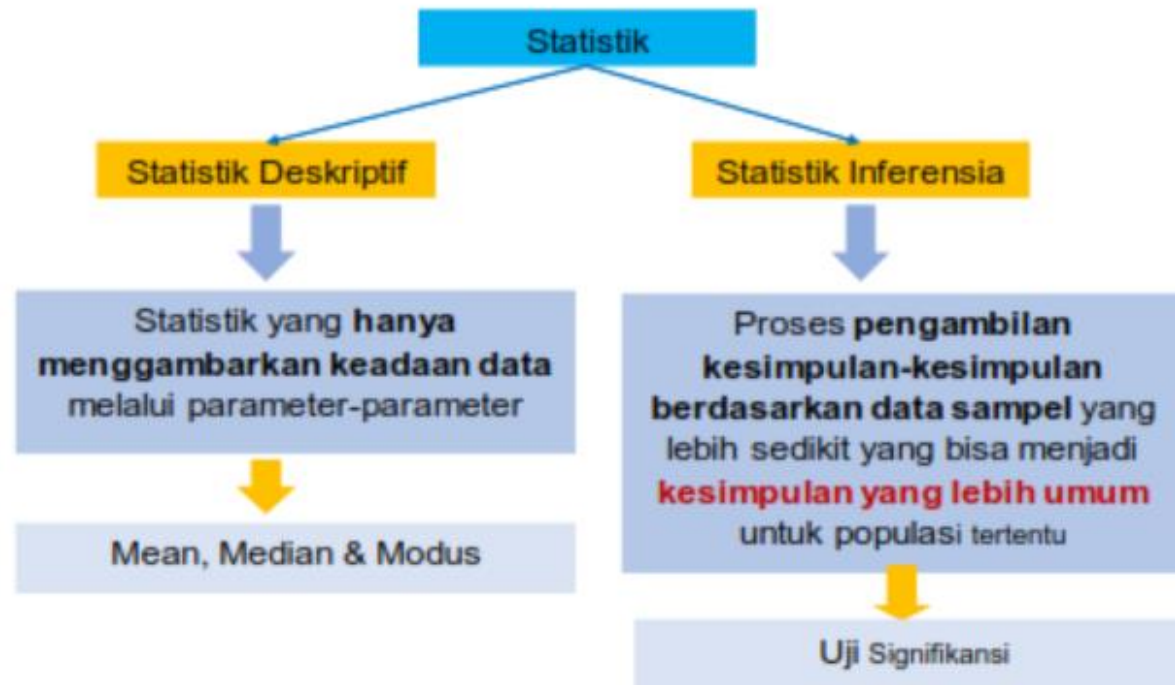 Statistik
Statistik Deskriptif
Statistik Inferensia
Statistik yang hanya
menggambarkan keadaan data
melalui parameter-parameter
Proses pengambilan
kesimpulan-kesimpulan
berdasarkan data sampel yang
lebih sedikit yang bisa menjadi
kesimpulan yang lebih umum
untuk populasi tertentu
Mean, Median & Modus
Uji Signifikansi